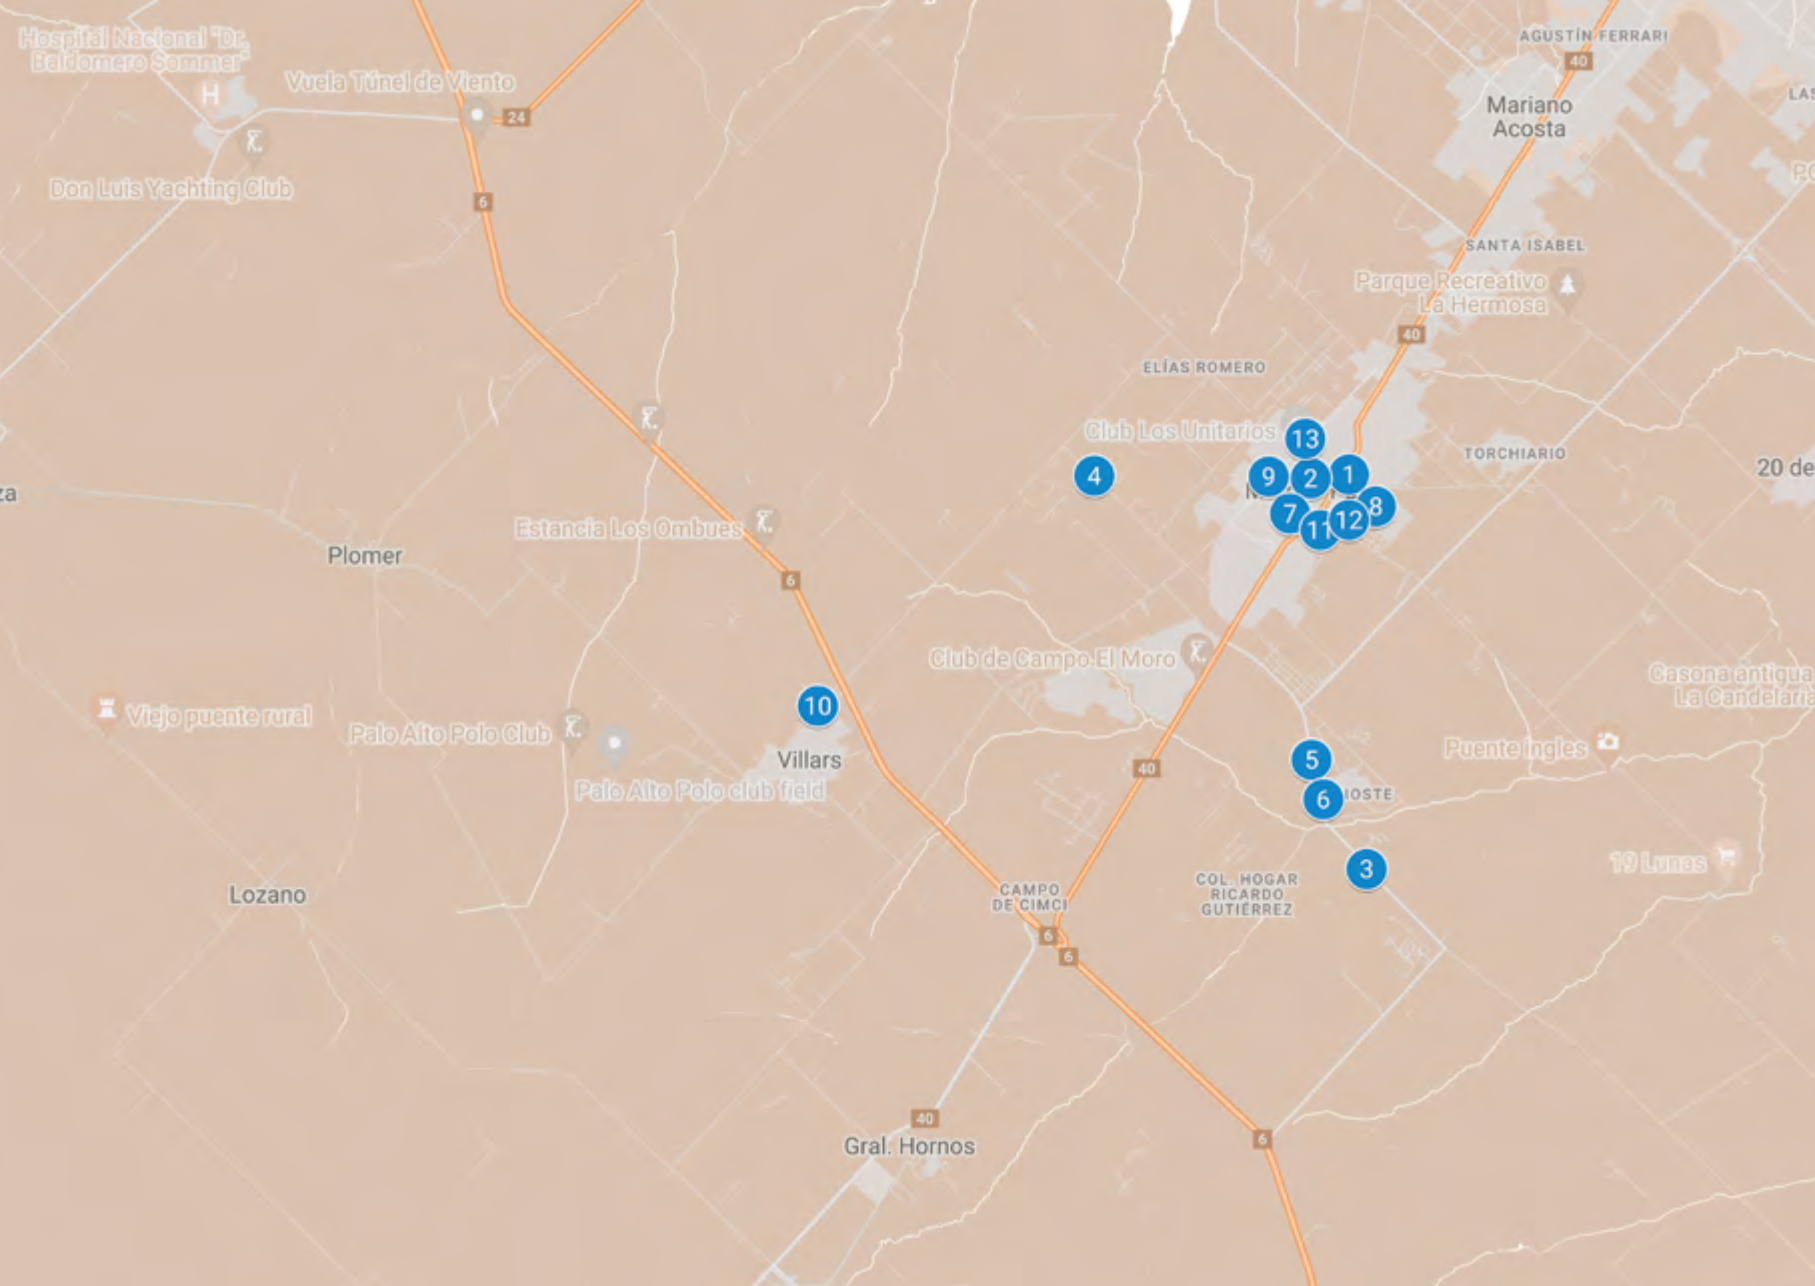 Hospital Nacional "Dr.
Baldomero Sommer"
H
Vuela Túnel de Viento
24
Don Luis Yachting Club
6
AGUSTÍN FERRARI
40
LAS
Mariano
Acosta
PO
SANTA ISABEL
Parque Recreativo
La Hermosa
40
ELÍAS ROMERO
Club Los Unitarios
13
TORCHIARIO
20 de
4
9
2
1
za
7
11
12
8
Estancia Los Ombues
Plomer
6
Club de Campo El Moro
Casona antigua
La Candelaria
10
Viejo puente rural
Palo Alto Polo Club
Villars
Palo Alto Polo club field
40
5
Puente Ingles
6
IOSTE
3
19 Lunas
Lozano
CAMPO
DE CIMCI
COL. HOGAR
RICARDO
GUTIÉRREZ
6
6
40
Gral. Hornos
6